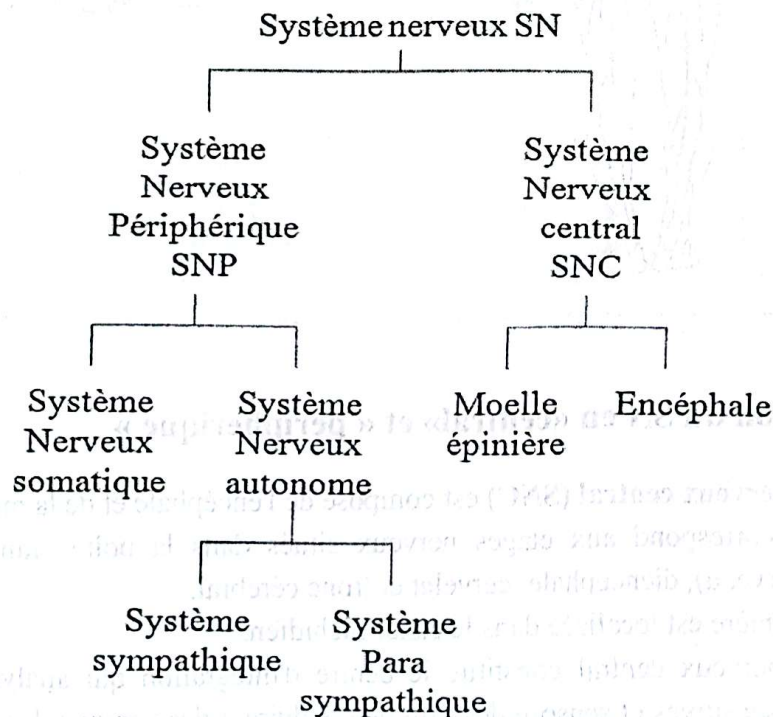 Système nerveux SN
Système
Nerveux
Périphérique
SNP
Système
Nerveux
central
SNC
Système
Nerveux
somatique
Système
Nerveux
autonome
Moelle
épinière
Encéphale
Système
sympathique
Système
Para
sympathique